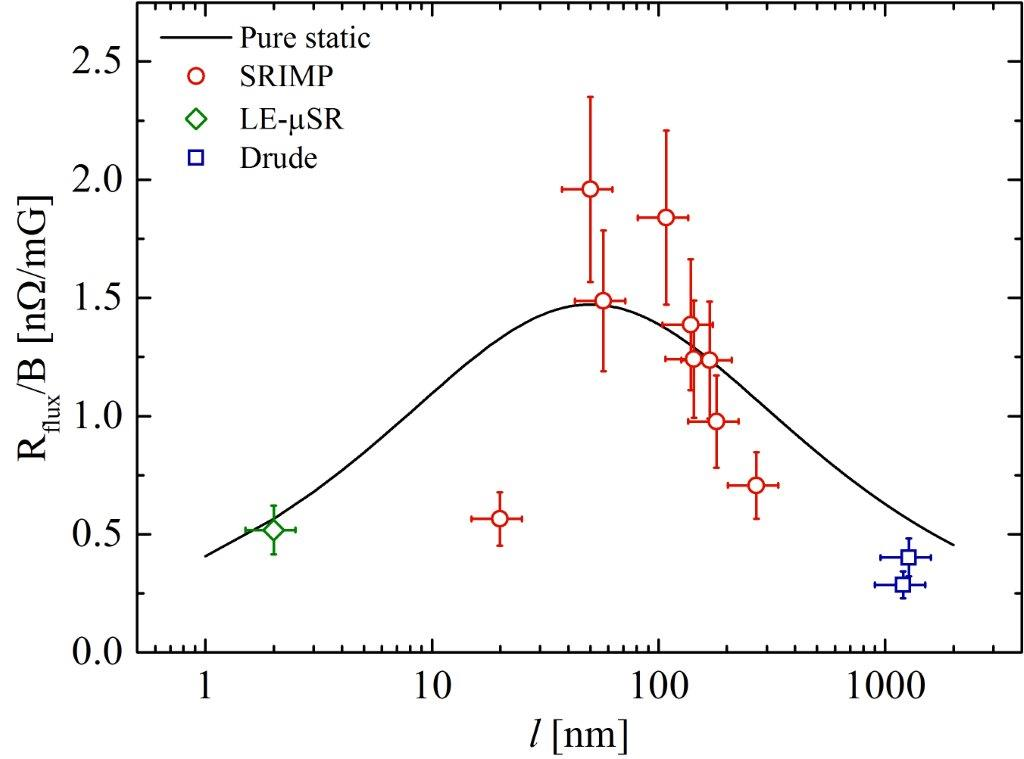 Pure static
SRIMP
LE-μSR
Drude
R_flux/B [nΩ/mG]
2.5
2.0
1.5
1.0
0.5
0.0
1 10 100 1000
l [nm]